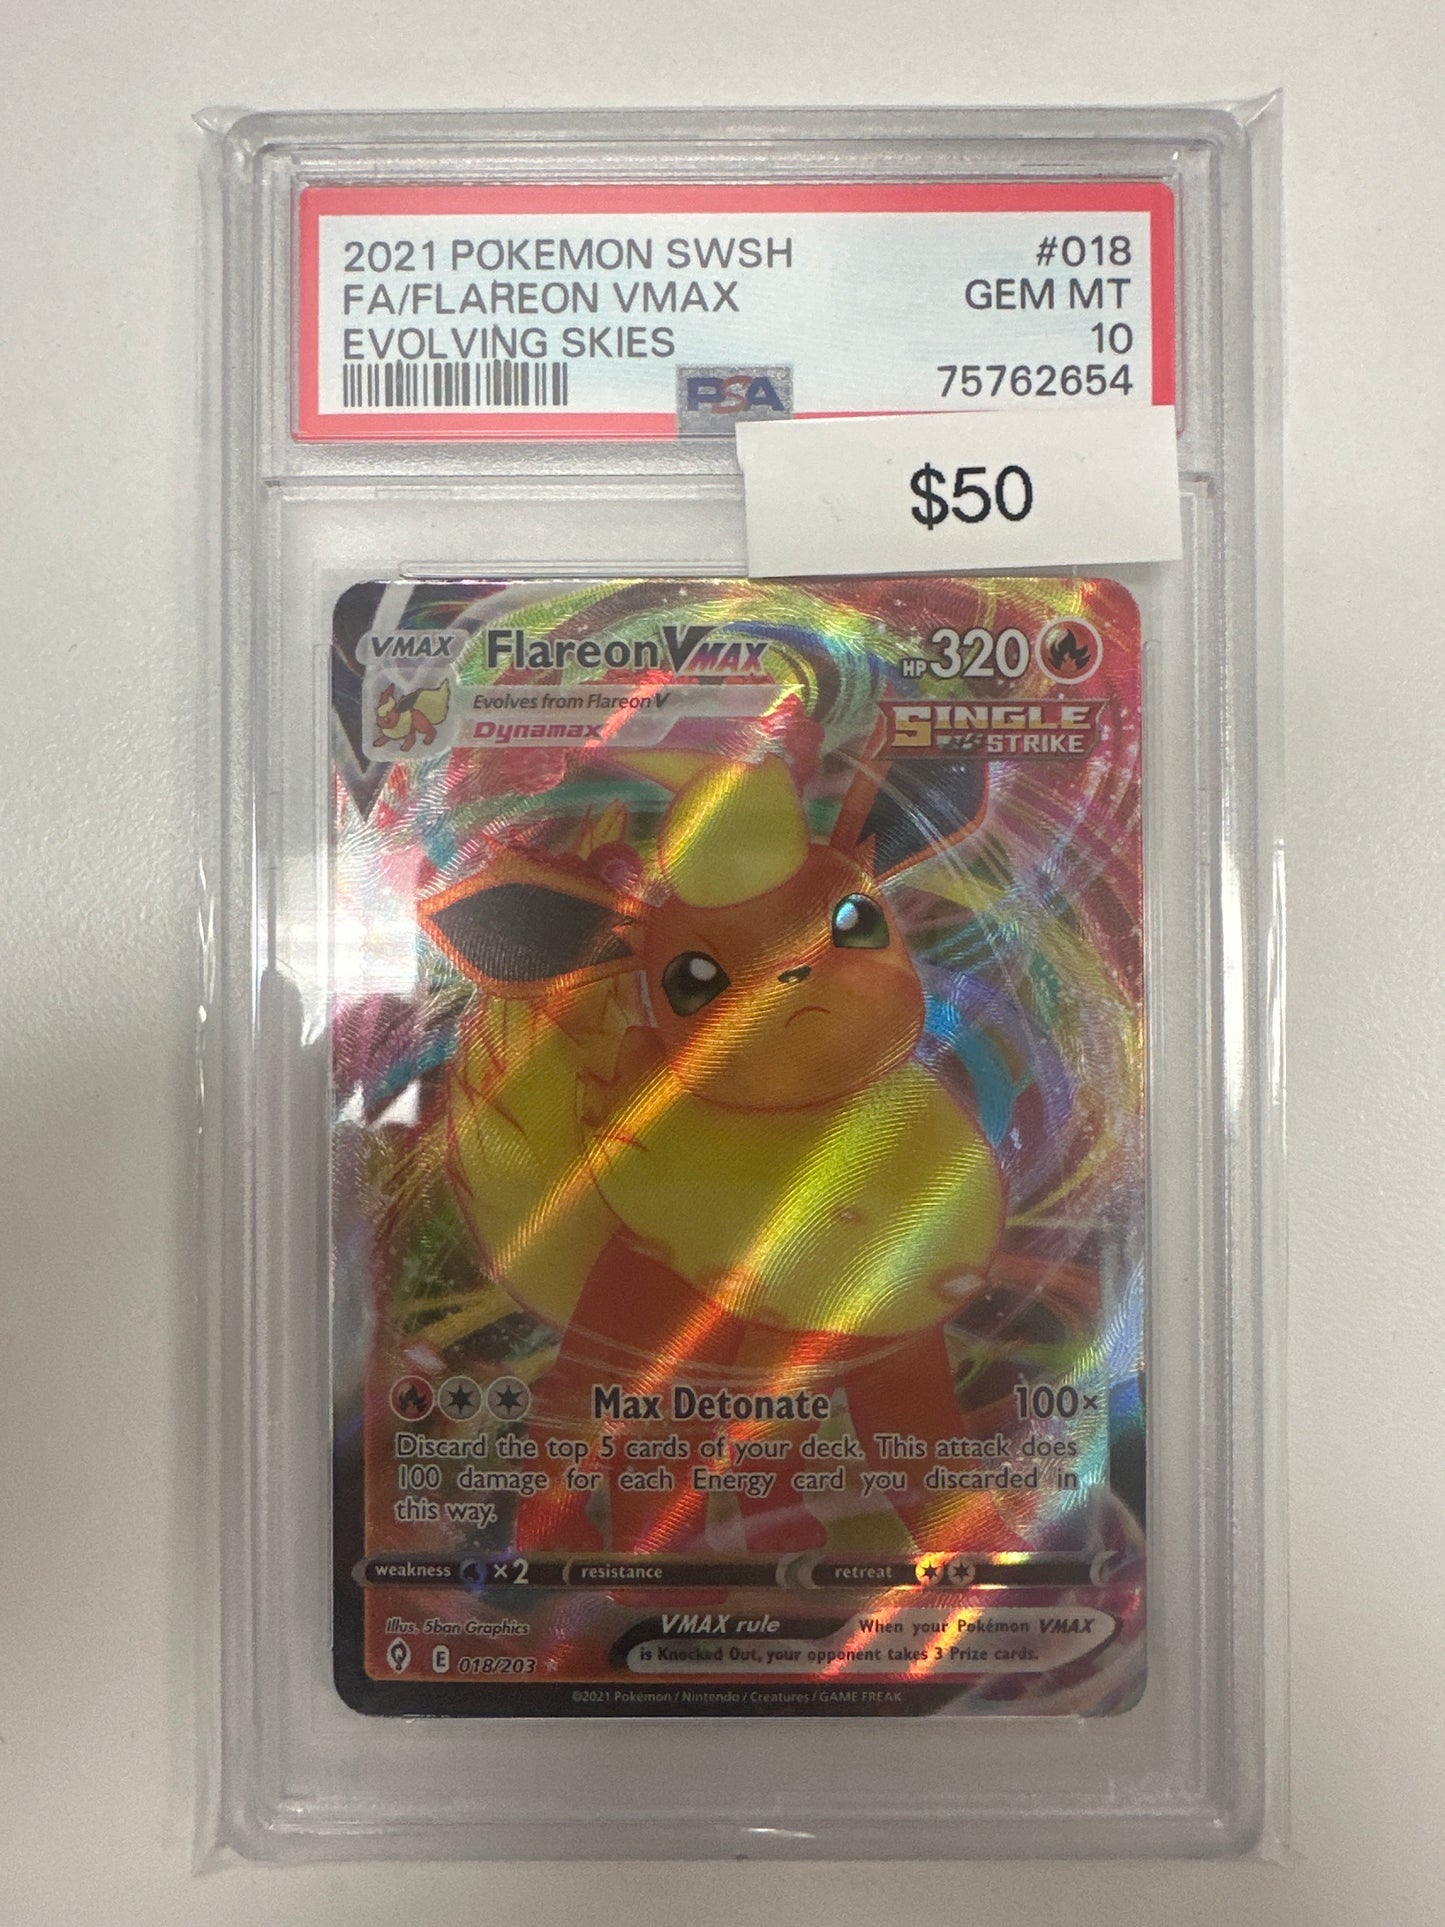 2021 POKEMON SWSH #018
FA/FLAREON VMAX GEM MT
EVOLVING SKIES 10
PSA 75762654
$50
VMAX Flareon VMAX HP 320
Evolves from Flareon V
Dynamax
SINGLE
STRIKE
Max Detonate 100×
Discard the top 5 cards of your deck. This attack does
100 damage for each Energy card you discarded in
this way.
weakness ×2 resistance retreat
Illus. 5ban Graphics
VMAX rule When your Pokémon VMAX
is Knocked Out, your opponent takes 3 Prize cards.
E 018/203
©2021 Pokémon / Nintendo / Creatures / GAME FREAK